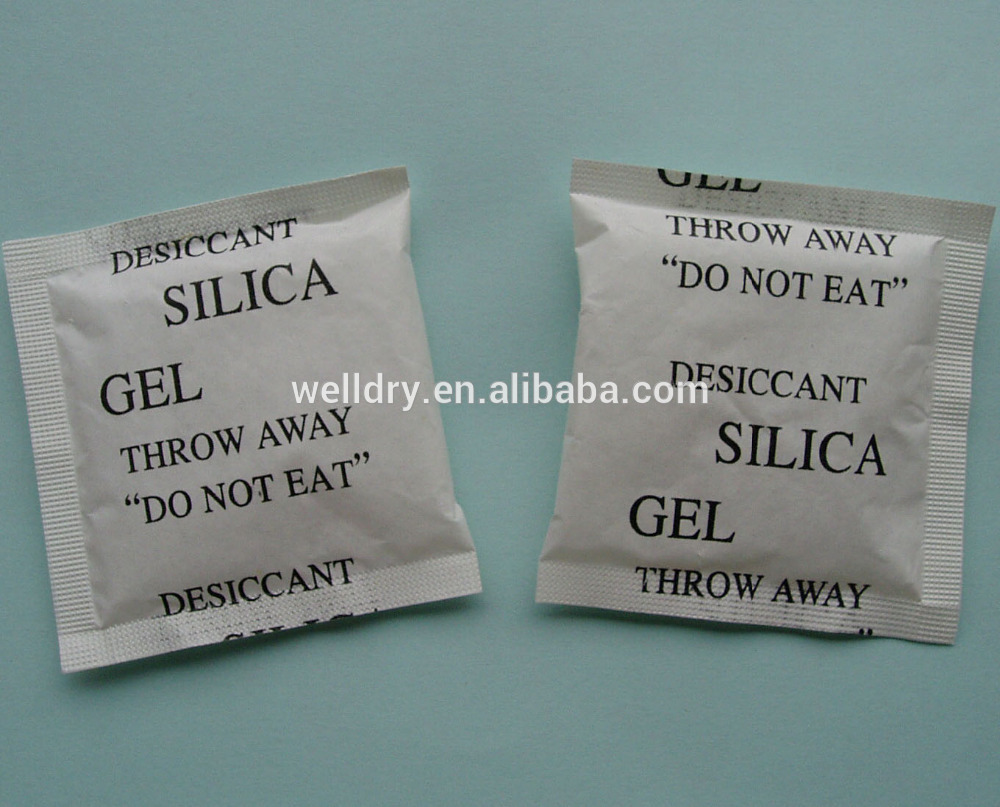 DESICCANT
SILICA
GEL
THROW AWAY
“DO NOT EAT”
DESICCANT
SILIC
GEL
THROW AWAY
“DO NOT EAT”
DESICCANT
SILICA
GEL
THROW AWAY
welldry.en.alibaba.com